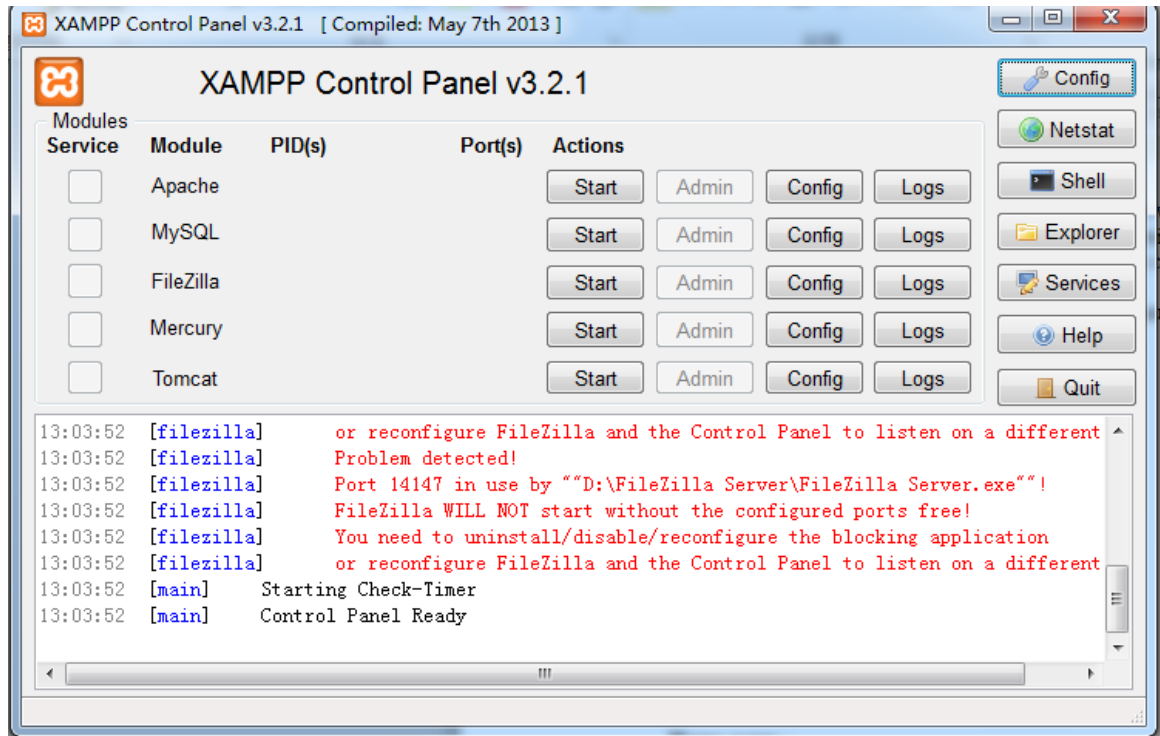 XAMPP Control Panel v3.2.1 [ Compiled: May 7th 2013 ]
XAMPP Control Panel v3.2.1
Config
Modules
Service Module PID(s) Port(s) Actions
Netstat
Apache Start Admin Config Logs
Shell
MySQL Start Admin Config Logs
Explorer
FileZilla Start Admin Config Logs
Services
Mercury Start Admin Config Logs
Help
Tomcat Start Admin Config Logs
Quit
13:03:52 [filezilla] or reconfigure FileZilla and the Control Panel to listen on a different
13:03:52 [filezilla] Problem detected!
13:03:52 [filezilla] Port 14147 in use by ""D:\FileZilla Server\FileZilla Server.exe""!
13:03:52 [filezilla] FileZilla WILL NOT start without the configured ports free!
13:03:52 [filezilla] You need to uninstall/disable/reconfigure the blocking application
13:03:52 [filezilla] or reconfigure FileZilla and the Control Panel to listen on a different
13:03:52 [main] Starting Check-Timer
13:03:52 [main] Control Panel Ready